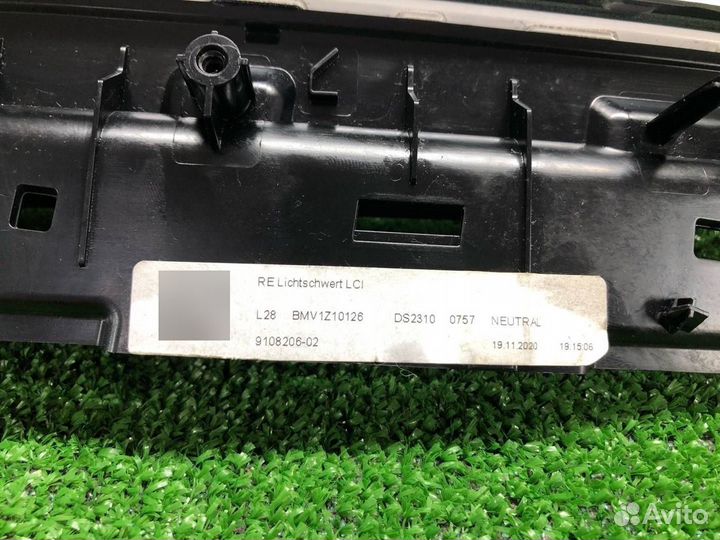 RE Lichtschwert LCI
L28 BMV1Z10126 DS2310 0757 NEUTRAL
9108206-02 19.11.2020 19:15:06
Avito